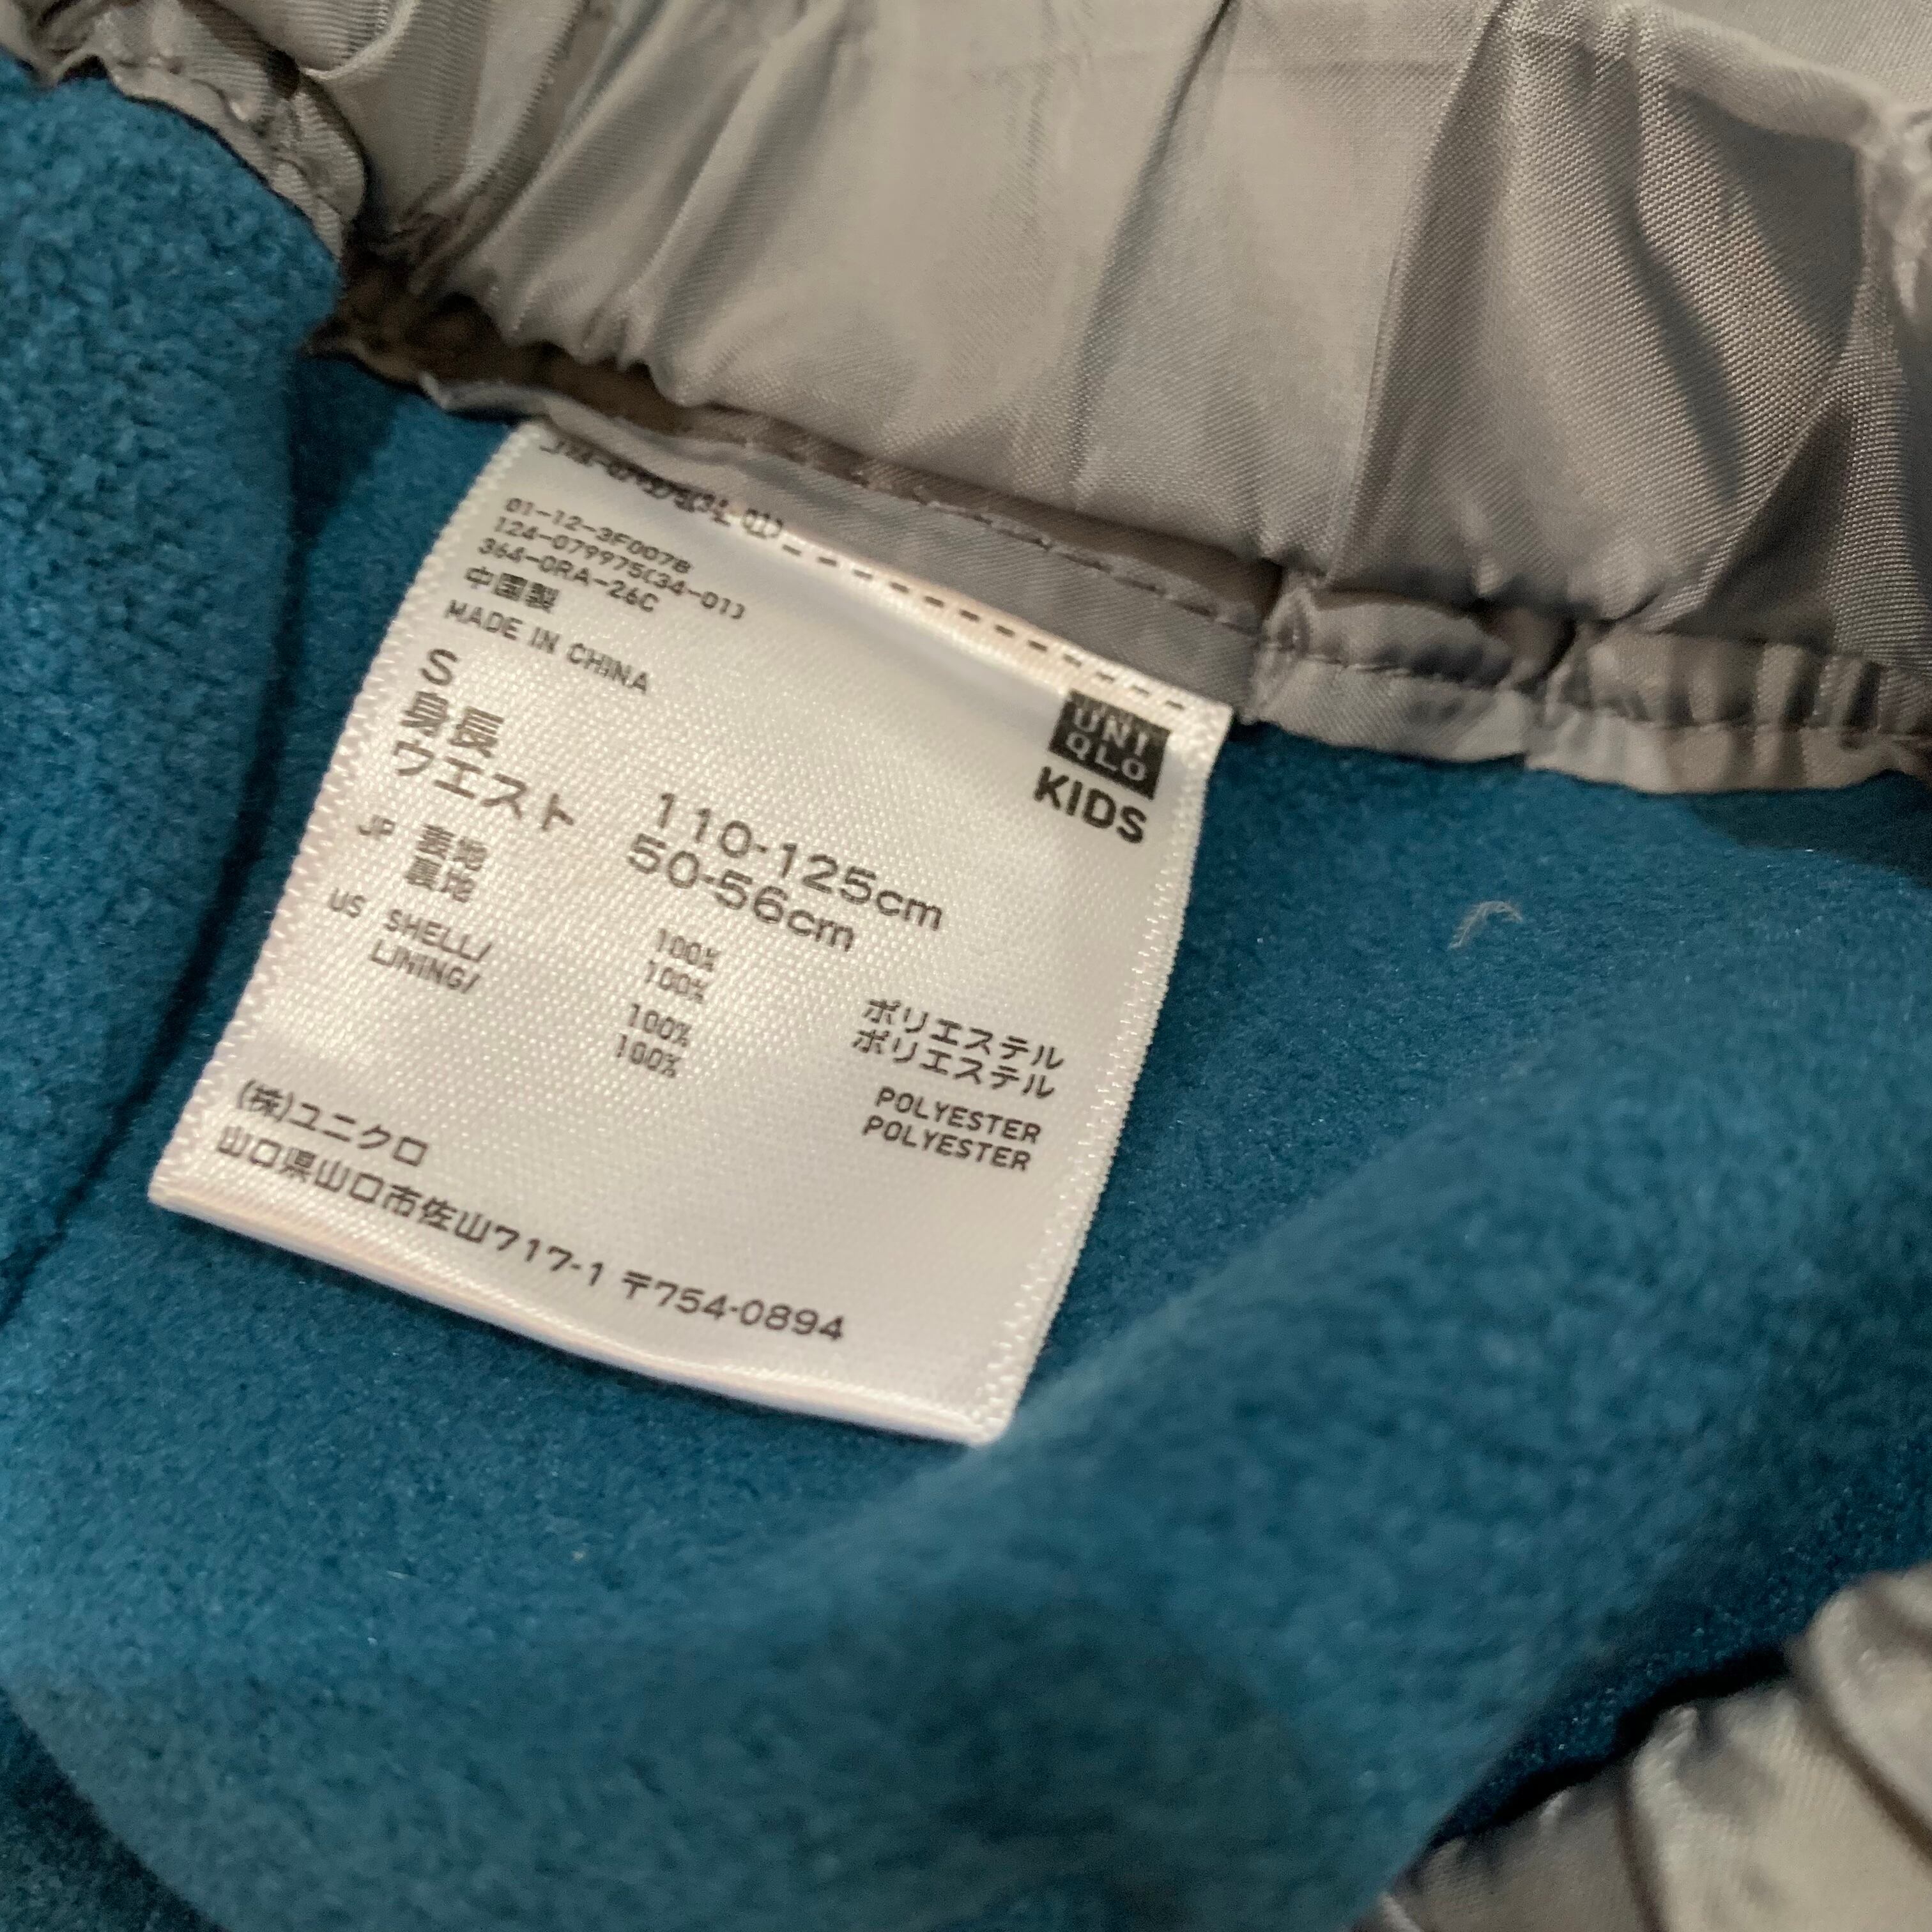 01-12-3F007B
124-079975(34-01)
364-0RA-26C
中国製
MADE IN CHINA
UNI
QLO
KIDS
S
身長 110-125cm
ウエスト 50-56cm
JP 表地 100% ポリエステル
裏地 100% ポリエステル
US SHELL/ 100% POLYESTER
LINING/ 100% POLYESTER
(株)ユニクロ
山口県山口市佐山717-1 〒754-0894